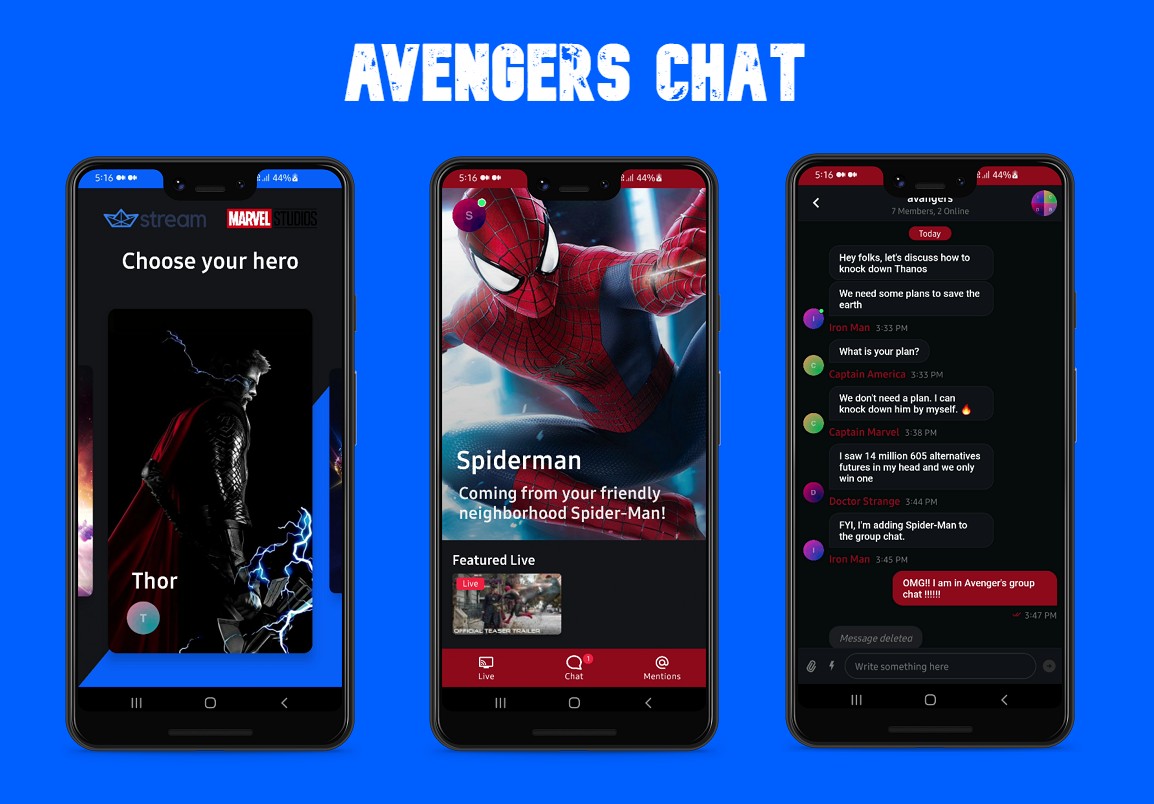 AVENGERS CHAT
5:16
44%
stream
MARVEL STUDIOS
Choose your hero
Thor
T
5:16
44%
S
Spiderman
Coming from your friendly
neighborhood Spider-Man!
Featured Live
Live
OFFICIAL TEASER TRAILER
Live
1
Chat
Mentions
5:16
44%
avengers
7 Members, 2 Online
Today
Hey folks, let's discuss how to
knock down Thanos
We need some plans to save the
earth
I
Iron Man 3:33 PM
What is your plan?
C
Captain America 3:33 PM
We don't need a plan. I can
knock down him by myself. 🔥
C
Captain Marvel 3:38 PM
I saw 14 million 605 alternatives
futures in my head and we only
win one
D
Doctor Strange 3:44 PM
FYI, I'm adding Spider-Man to
the group chat.
I
Iron Man 3:45 PM
OMG!! I am in Avenger's group
chat !!!!!!
3:47 PM
Message deleted
Write something here